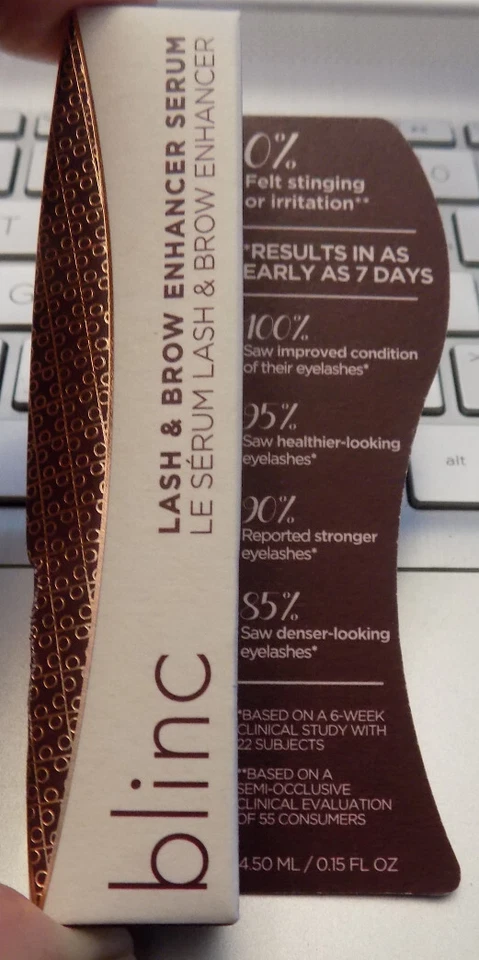 LASH & BROW ENHANCER SERUM
LE SÉRUM LASH & BROW ENHANCER
blinc
0%
Felt stinging
or irritation**
*RESULTS IN AS
EARLY AS 7 DAYS
100%
Saw improved condition
of their eyelashes*
95%
Saw healthier-looking
eyelashes*
90%
Reported stronger
eyelashes*
85%
Saw denser-looking
eyelashes*
*BASED ON A 6-WEEK
CLINICAL STUDY WITH
22 SUBJECTS
**BASED ON A
SEMI-OCCLUSIVE
CLINICAL EVALUATION
OF 55 CONSUMERS
4.50 ML / 0.15 FL OZ
T
G
O
alt